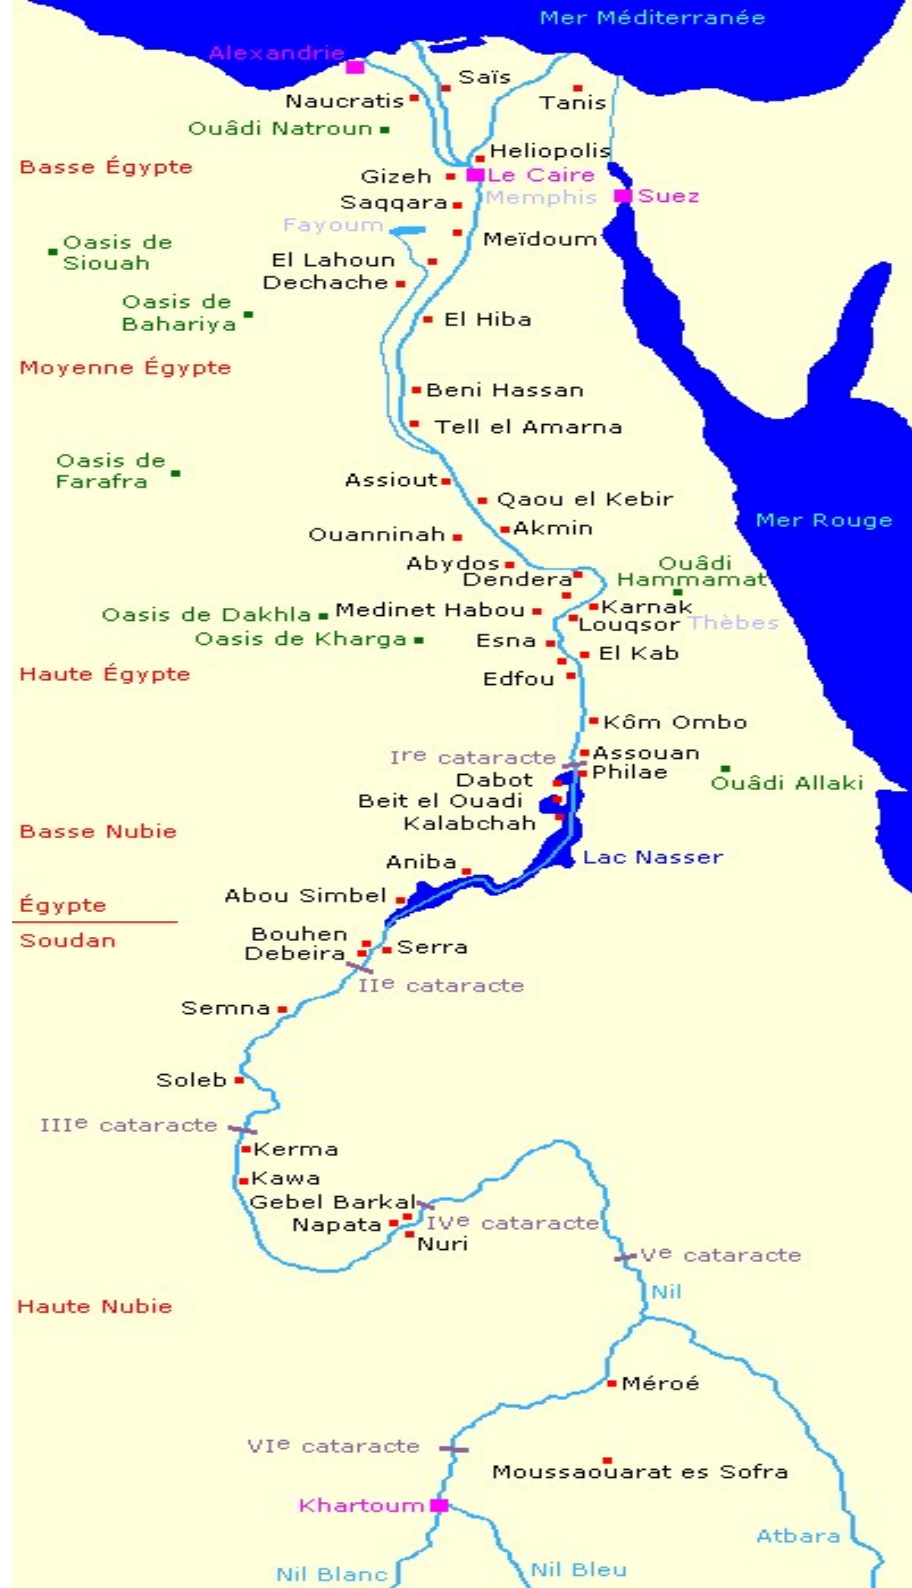 Mer Méditerranée
Alexandrie
Saïs
Naucratis
Tanis
Ouâdi Natroun
Heliopolis
Basse Égypte
Gizeh
Le Caire
Saqqara
Memphis
Suez
Fayoum
Meïdoum
Oasis de
Siouah
El Lahoun
Dechache
Oasis de
Bahariya
El Hiba
Moyenne Égypte
Beni Hassan
Tell el Amarna
Oasis de
Farafra
Assiout
Qaou el Kebir
Mer Rouge
Akmin
Ouanninah
Abydos
Ouâdi
Hammamat
Dendera
Karnak
Medinet Habou
Oasis de Dakhla
Louqsor
Thèbes
Oasis de Kharga
Esna
El Kab
Haute Égypte
Edfou
Kôm Ombo
Ire cataracte
Assouan
Philae
Dabot
Ouâdi Allaki
Beit el Ouadi
Kalabchah
Basse Nubie
Lac Nasser
Aniba
Abou Simbel
Égypte
Soudan
Bouhen
Debeira
Serra
IIe cataracte
Semna
Soleb
IIIe cataracte
Kerma
Kawa
Gebel Barkal
Napata
IVe cataracte
Nuri
Ve cataracte
Nil
Haute Nubie
Méroé
VIe cataracte
Moussaouarat es Sofra
Khartoum
Atbara
Nil Blanc
Nil Bleu